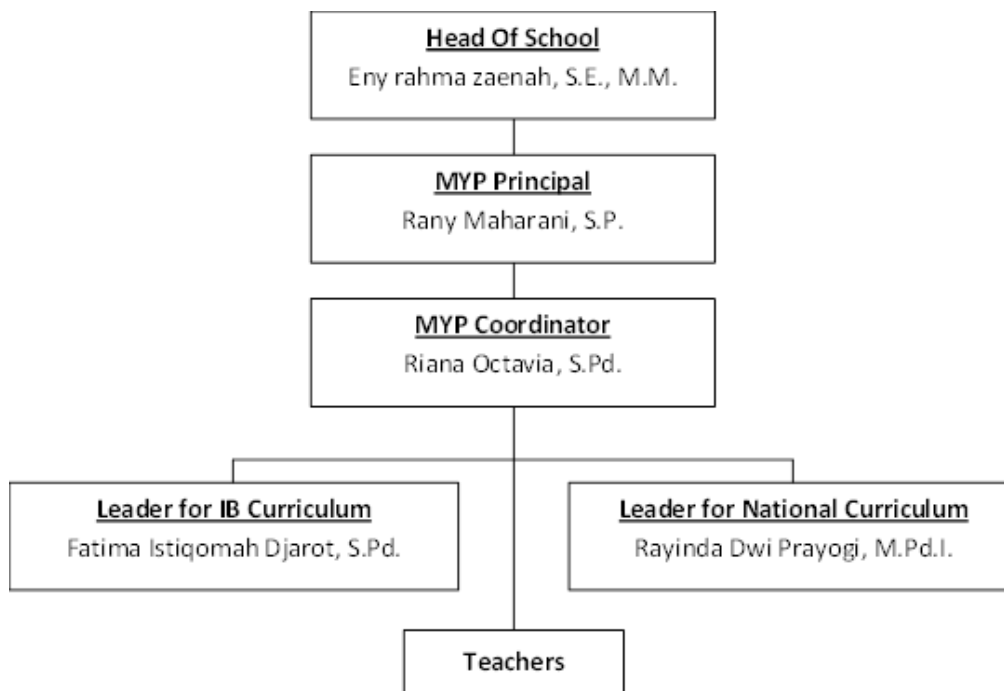 Head Of School
Eny rahma zaenah, S.E., M.M.
MYP Principal
Rany Maharani, S.P.
MYP Coordinator
Riana Octavia, S.Pd.
Leader for IB Curriculum
Fatima Istiqomah Djarot, S.Pd.
Leader for National Curriculum
Rayinda Dwi Prayogi, M.Pd.I.
Teachers